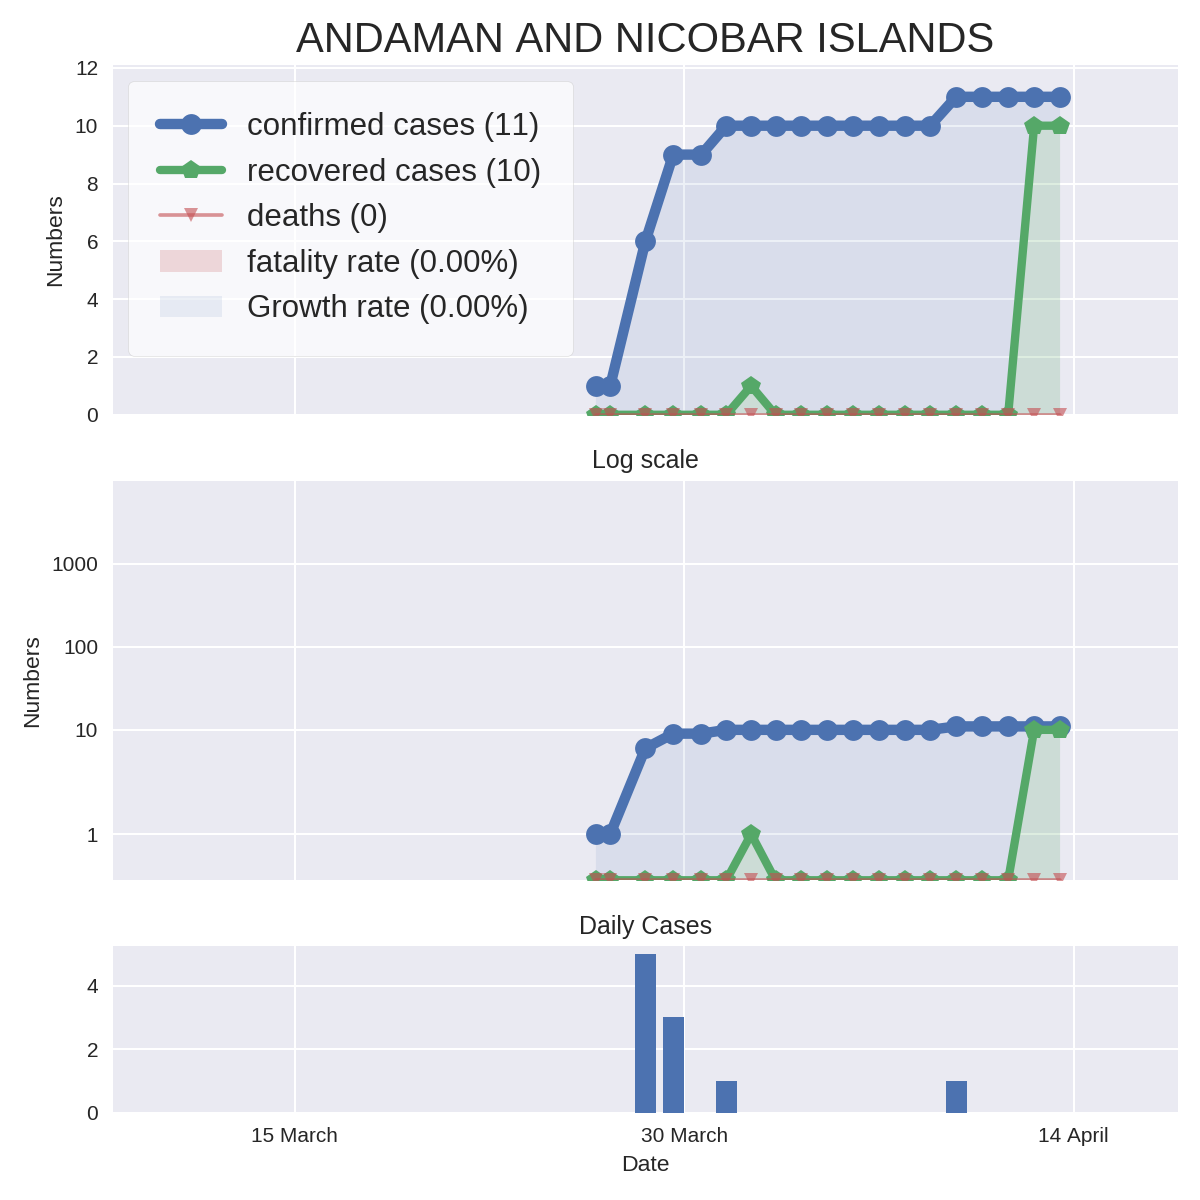 ANDAMAN AND NICOBAR ISLANDS
12
10
8
6
4
2
0
Numbers
confirmed cases (11)
recovered cases (10)
deaths (0)
fatality rate (0.00%)
Growth rate (0.00%)
Log scale
1000
100
10
1
Numbers
Daily Cases
4
2
0
15 March
30 March
14 April
Date